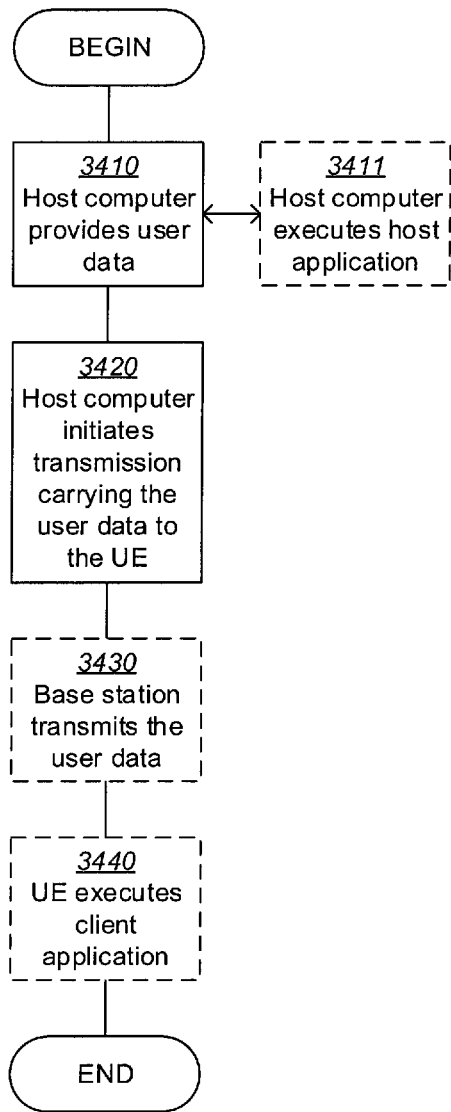 BEGIN
3410
Host computer
provides user
data
3411
Host computer
executes host
application
3420
Host computer
initiates
transmission
carrying the
user data to
the UE
3430
Base station
transmits the
user data
3440
UE executes
client
application
END